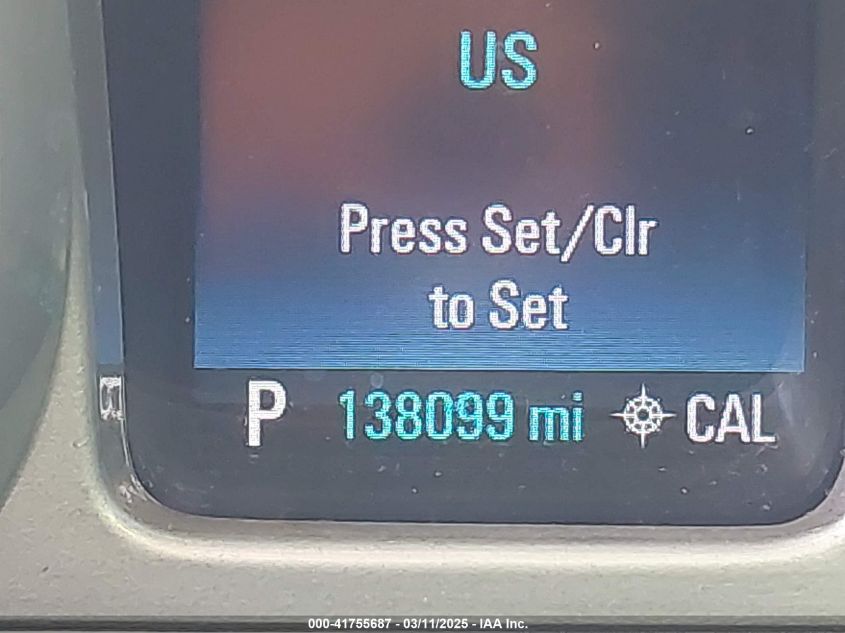 US
Press Set/Clr
to Set
P 138099 mi CAL
000-41755687 - 03/11/2025 - IAA Inc.